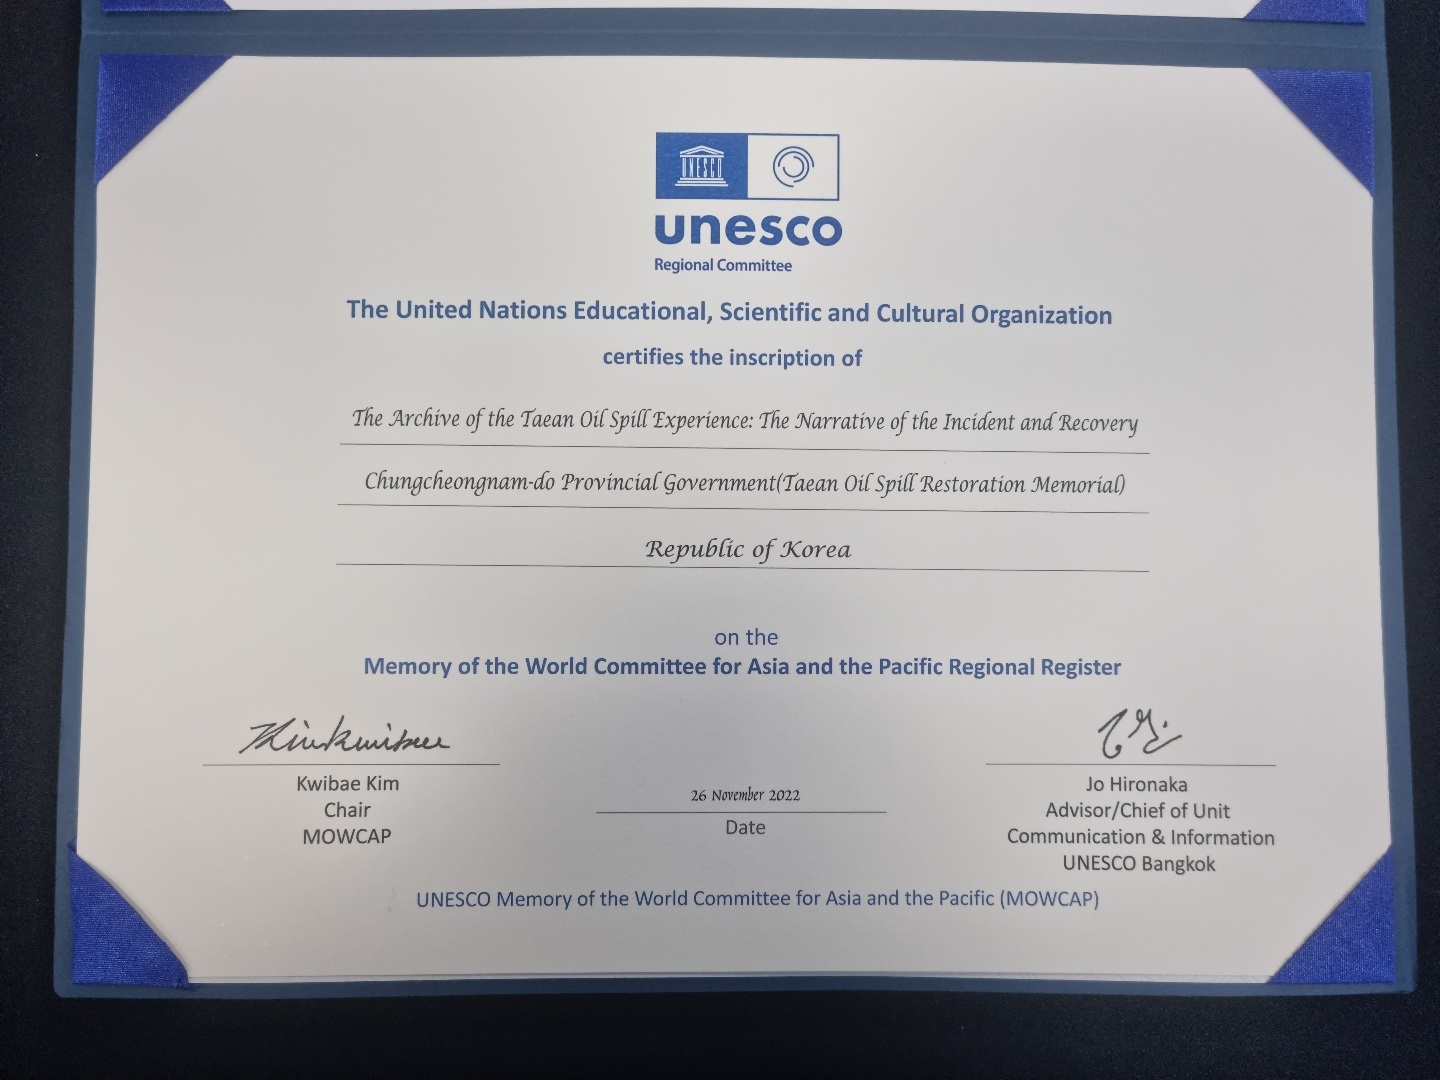 UNESCO
unesco
Regional Committee
The United Nations Educational, Scientific and Cultural Organization
certifies the inscription of
The Archive of the Taean Oil Spill Experience: The Narrative of the Incident and Recovery
Chungcheongnam-do Provincial Government(Taean Oil Spill Restoration Memorial)
Republic of Korea
on the
Memory of the World Committee for Asia and the Pacific Regional Register
Kwibae Kim
Chair
MOWCAP
26 November 2022
Date
Jo Hironaka
Advisor/Chief of Unit
Communication & Information
UNESCO Bangkok
UNESCO Memory of the World Committee for Asia and the Pacific (MOWCAP)